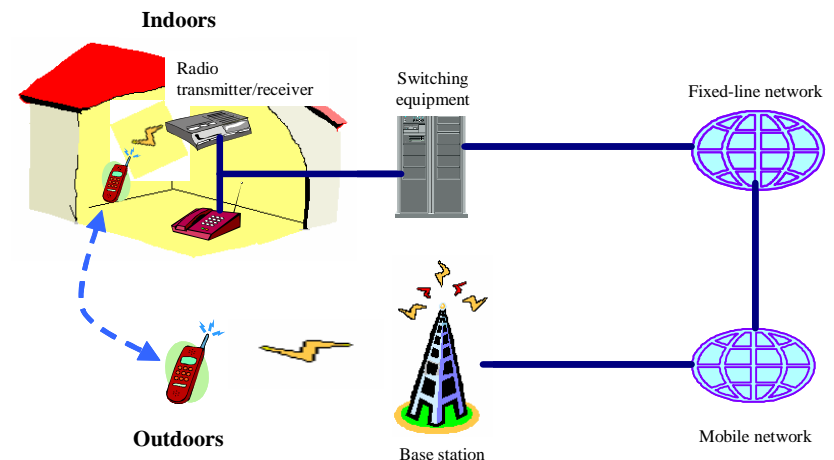 Indoors
Radio
transmitter/receiver
Switching
equipment
Fixed-line network
Outdoors
Base station
Mobile network